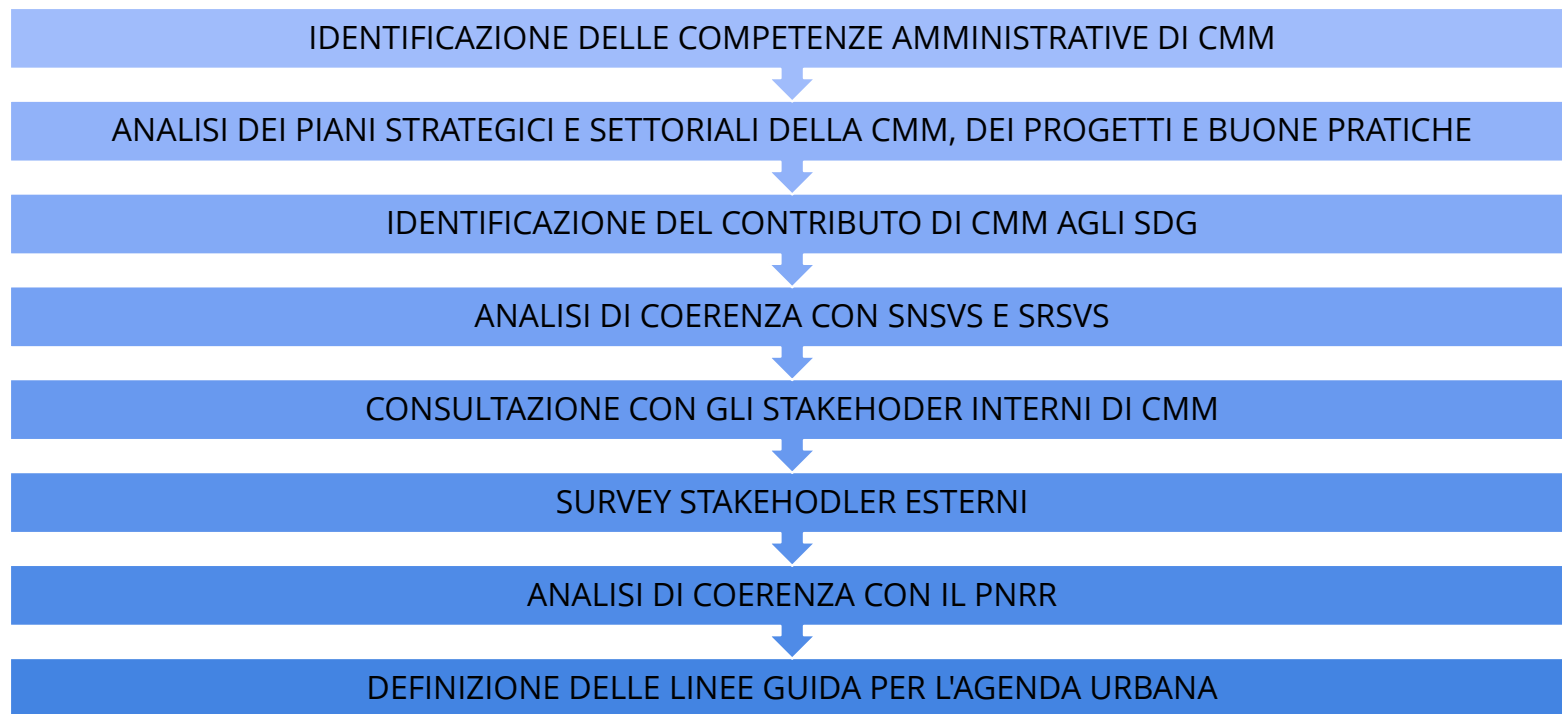 IDENTIFICAZIONE DELLE COMPETENZE AMMINISTRATIVE DI CMM
ANALISI DEI PIANI STRATEGICI E SETTORIALI DELLA CMM, DEI PROGETTI E BUONE PRATICHE
IDENTIFICAZIONE DEL CONTRIBUTO DI CMM AGLI SDG
ANALISI DI COERENZA CON SNSVS E SRSVS
CONSULTAZIONE CON GLI STAKEHODER INTERNI DI CMM
SURVEY STAKEHODLER ESTERNI
ANALISI DI COERENZA CON IL PNRR
DEFINIZIONE DELLE LINEE GUIDA PER L'AGENDA URBANA